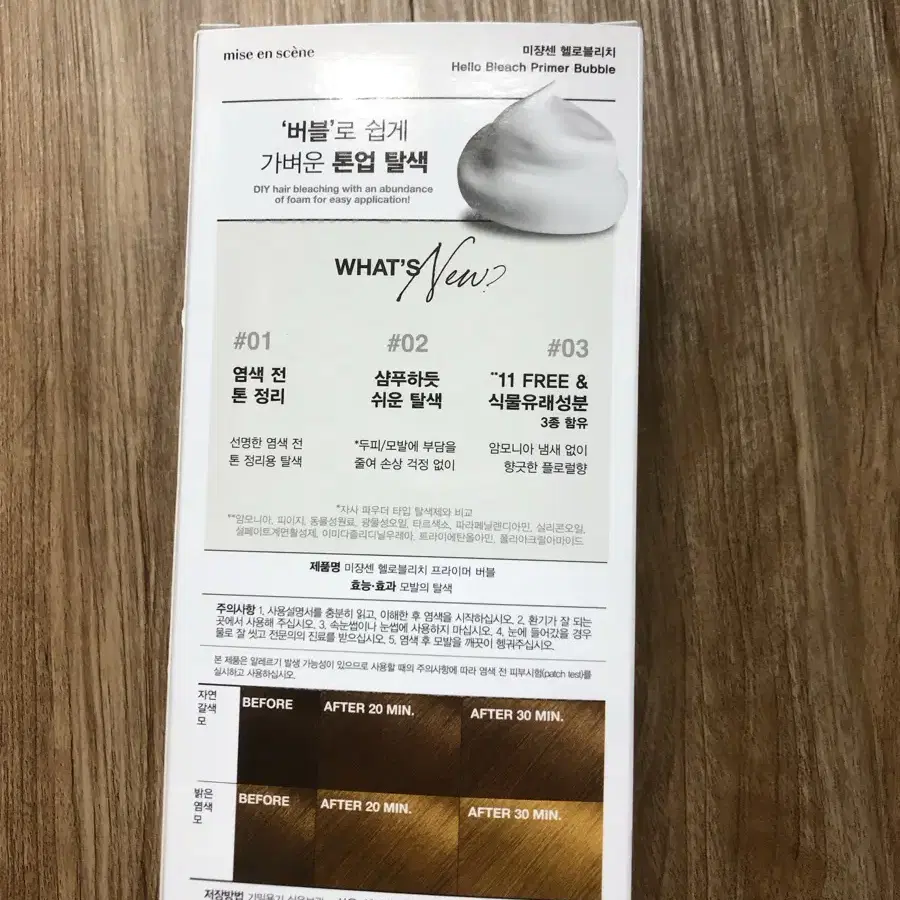 mise en scène
미쟝센 헬로블리치
Hello Bleach Primer Bubble
'버블'로 쉽게
가벼운 톤업 탈색
DIY hair bleaching with an abundance
of foam for easy application!
WHAT'S New?
#01
염색 전
톤 정리
선명한 염색 전
톤 정리용 탈색
#02
샴푸하듯
쉬운 탈색
*두피/모발에 부담을
줄여 손상 걱정 없이
#03
**11 FREE &
식물유래성분
3종 함유
암모니아 냄새 없이
향긋한 플로럴향
*자사 파우더 타입 탈색제와 비교
**암모니아, 피이지, 동물성원료, 광물성오일, 타르색소, 파라페닐렌디아민, 실리콘오일,
설페이트계면활성제, 이미다졸리디닐우레아, 트라이에탄올아민, 폴리아크릴아마이드
제품명 미쟝센 헬로블리치 프라이머 버블
효능·효과 모발의 탈색
주의사항 1. 사용설명서를 충분히 읽고, 이해한 후 염색을 시작하십시오. 2. 환기가 잘 되는
곳에서 사용해 주십시오. 3. 속눈썹이나 눈썹에 사용하지 마십시오. 4. 눈에 들어갔을 경우
물로 잘 씻고 전문의의 진료를 받으십시오. 5. 염색 후 모발을 깨끗이 헹궈주십시오.
본 제품은 알레르기 발생 가능성이 있으므로 사용할 때의 주의사항에 따라 염색 전 피부시험(patch test)를
실시하고 사용하십시오.
자연
갈색
모
BEFORE
AFTER 20 MIN.
AFTER 30 MIN.
밝은
염색
모
BEFORE
AFTER 20 MIN.
AFTER 30 MIN.
저장방법